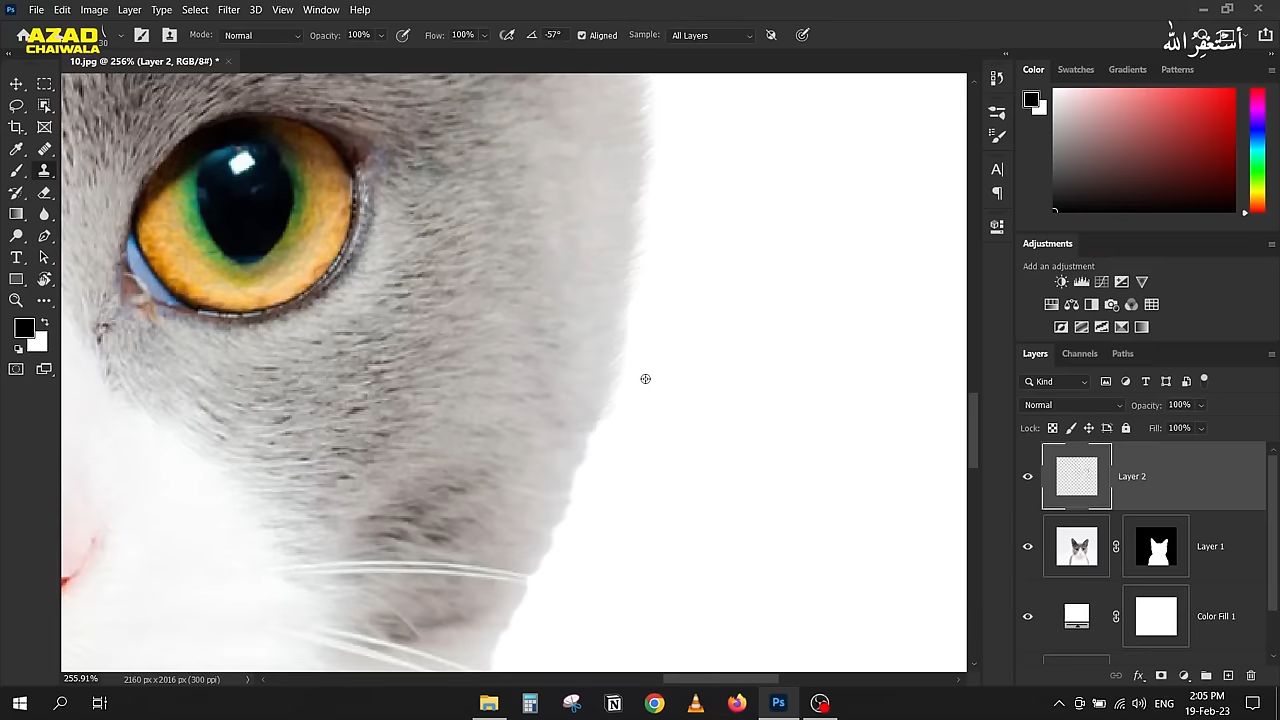 Ps File Edit Image Layer Type Select Filter 3D View Window Help
AZAD
CHAIWALA
30 Mode: Normal Opacity: 100% Flow: 100% -57° Aligned Sample: All Layers
أستغفر الله
10.jpg @ 256% (Layer 2, RGB/8#) *
Color Swatches Gradients Patterns
Adjustments
Add an adjustment
Layers Channels Paths
Kind
Normal Opacity: 100%
Lock: Fill: 100%
Layer 2
Layer 1
Color Fill 1
255.91% 2160 px x 2016 px (300 ppi)
ENG 2:05 PM
19-Feb-23